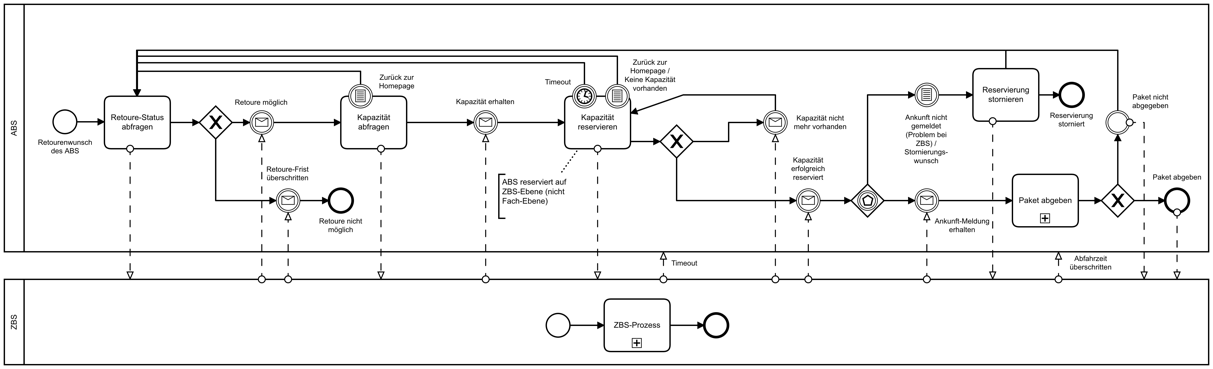 ABS
Retourenwunsch
des ABS
Retoure-Status
abfragen
X
Retoure möglich
Retoure-Frist
überschritten
Retoure nicht
möglich
Zurück zur
Homepage
Kapazität
abfragen
Kapazität erhalten
Timeout
Zurück zur
Homepage /
Keine Kapazität
vorhanden
Kapazität
reservieren
ABS reserviert auf
ZBS-Ebene (nicht
Fach-Ebene)
X
Kapazität nicht
mehr vorhanden
Kapazität
erfolgreich
reserviert
Ankunft nicht
gemeldet
(Problem bei
ZBS) /
Stornierungs-
wunsch
Ankunft-Meldung
erhalten
Reservierung
stornieren
Reservierung
storniert
Paket abgeben
X
Paket nicht
abgegeben
Paket abgeben
Timeout
Abfahrzeit
überschritten
ZBS
ZBS-Prozess